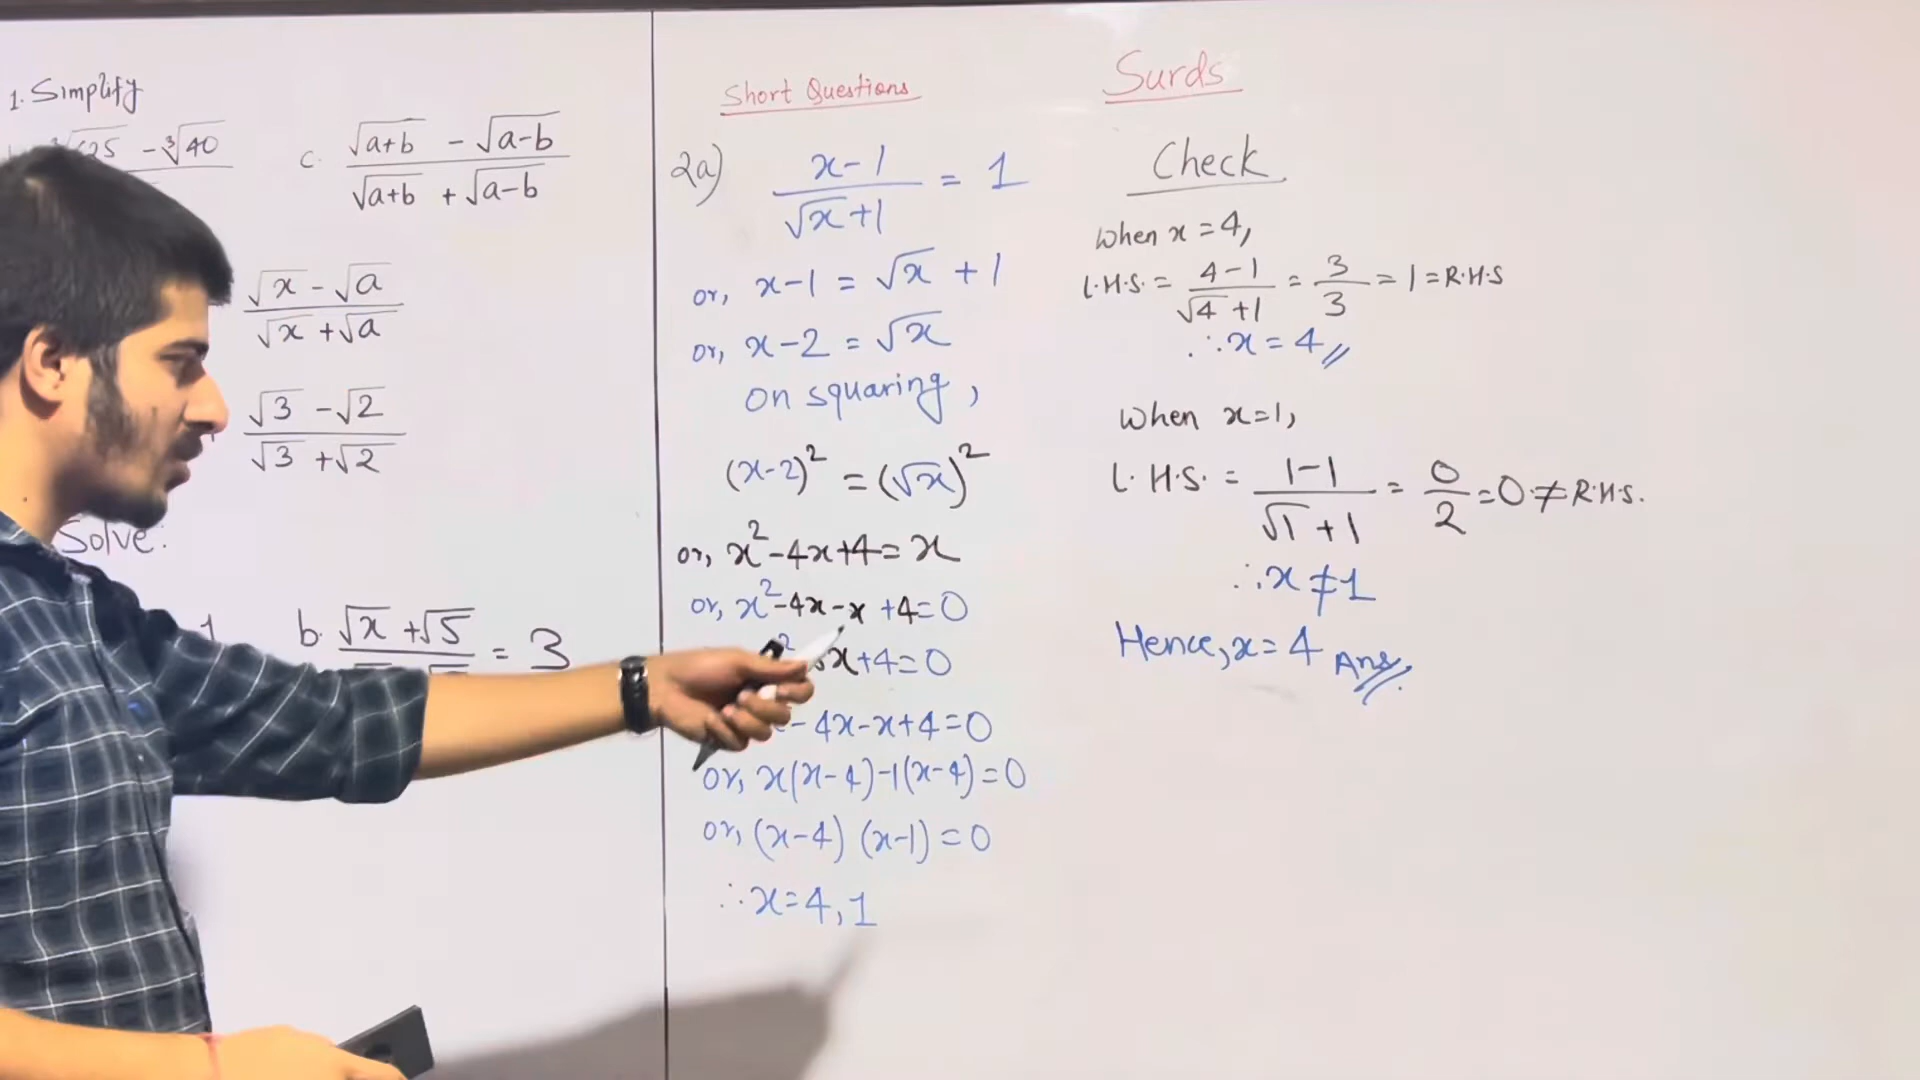 1. Simplify
- ∛40
c. (√(a+b) - √(a-b)) / (√(a+b) + √(a-b))
(√x - √a) / (√x + √a)
(√3 - √2) / (√3 + √2)
Solve:
1
b. √x + √5 = 3
Short Questions
2a) (x-1) / (√x+1) = 1
or, x-1 = √x + 1
or, x-2 = √x
on squaring,
(x-2)² = (√x)²
or, x²-4x+4 = x
or, x²-4x-x+4=0
x+4=0
-4x-x+4=0
or, x(x-4)-1(x-4)=0
or, (x-4) (x-1) = 0
∴x=4,1
Surds
Check
When x = 4,
L.H.S. = (4-1) / (√4+1) = 3/3 = 1 = R.H.S
∴x = 4
When x=1,
L.H.S. = (1-1) / (√1+1) = 0/2 = 0 ≠ R.H.S.
∴x ≠ 1
Hence, x = 4 Ans.